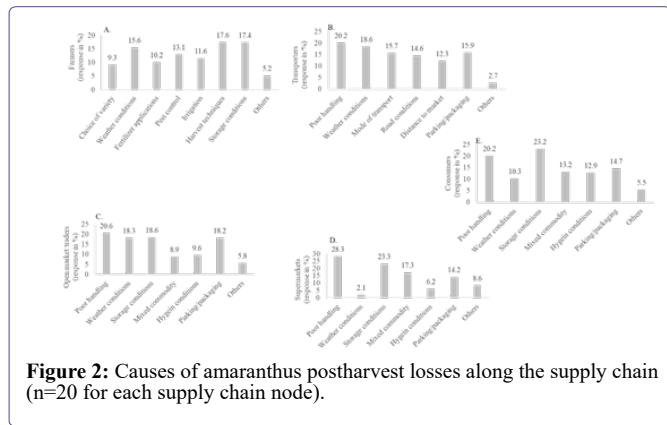 A.
Farmers
(response in %)
20
15
10
5
0
9.3
15.6
10.2
13.1
11.6
17.6
17.4
5.2
Choice of variety
Weather conditions
Fertilizer applications
Pest control
Irrigation
Harvest techniques
Storage conditions
Others
B.
Transporters
(response in %)
25
20
15
10
5
0
20.2
18.6
15.7
14.6
12.3
15.9
2.7
Poor handling
Weather conditions
Mode of transport
Road conditions
Distance to market
Parking/packaging
Others
E.
Consumers
(response in %)
25
20
15
10
5
0
20.2
10.3
23.2
13.2
12.9
14.7
5.5
Poor handling
Weather conditions
Storage conditions
Mixed commodity
Hygein conditions
Parking/packaging
Others
C.
Open market traders
(response in %)
25
20
15
10
5
0
20.6
18.3
18.6
8.9
9.6
18.2
5.8
Poor handling
Weather conditions
Storage conditions
Mixed commodity
Hygein conditions
Parking/packaging
Others
D.
Supermarkets
(response in %)
30
25
20
15
10
5
0
28.3
2.1
23.3
17.3
6.2
14.2
8.6
Poor handling
Weather conditions
Storage conditions
Mixed commodity
Hygein conditions
Parking/packaging
Others
Figure 2: Causes of amaranthus postharvest losses along the supply chain
(n=20 for each supply chain node).